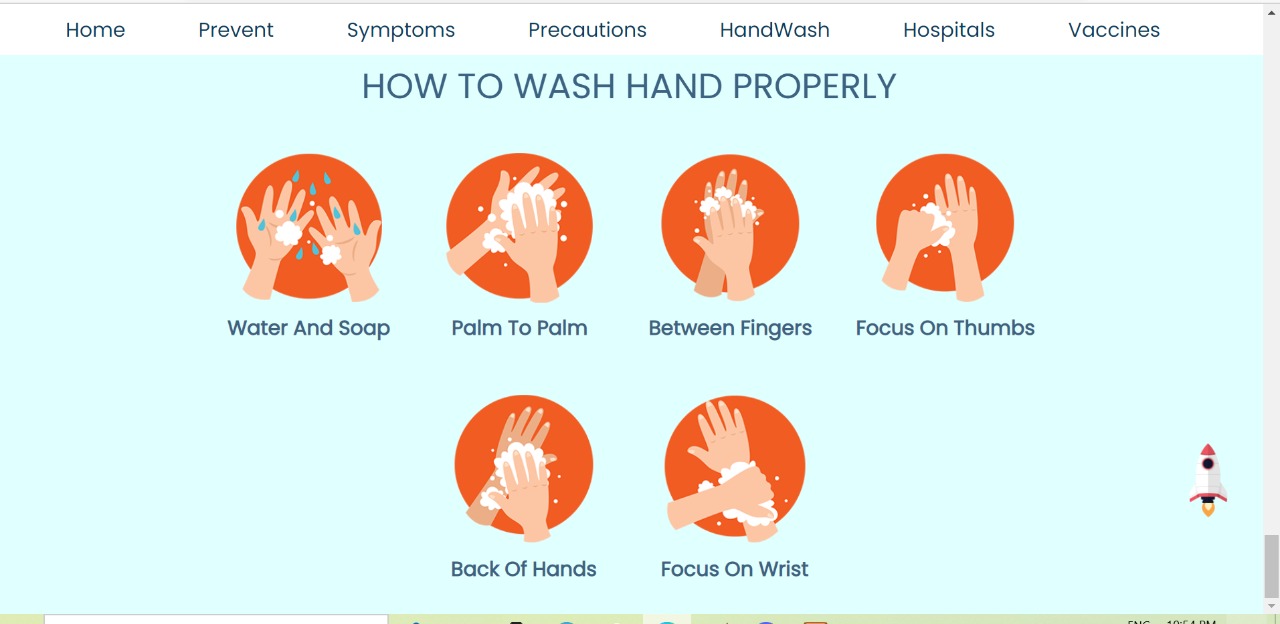 Home Prevent Symptoms Precautions HandWash Hospitals Vaccines
HOW TO WASH HAND PROPERLY
Water And Soap Palm To Palm Between Fingers Focus On Thumbs
Back Of Hands Focus On Wrist